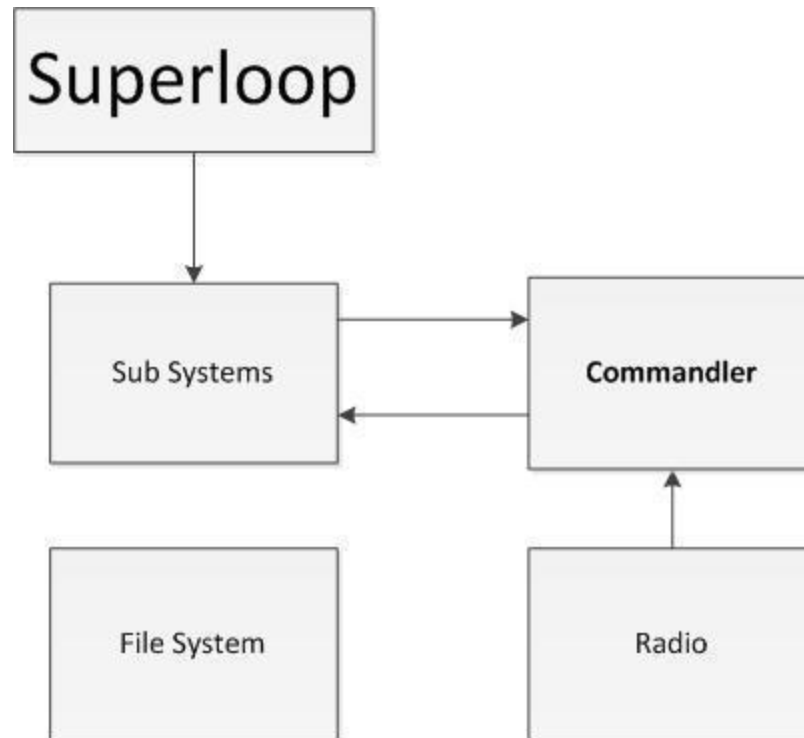 Superloop
Sub Systems
Commandler
File System
Radio